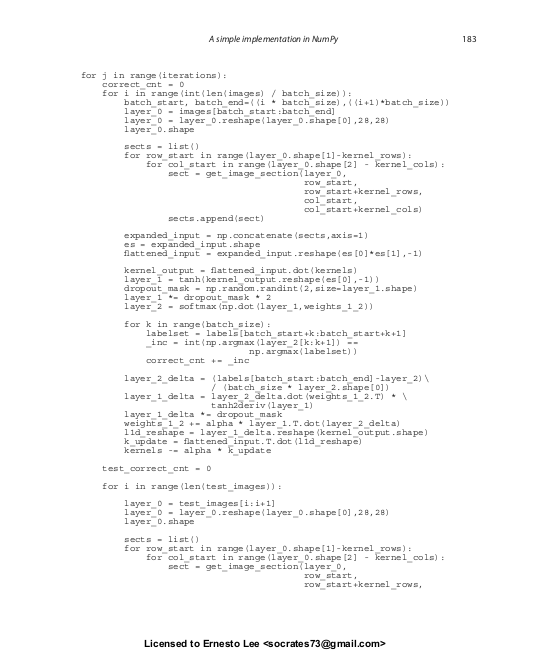 A simple implementation in NumPy 183
for j in range(iterations):
    correct_cnt = 0
    for i in range(int(len(images) / batch_size)):
        batch_start, batch_end=((i * batch_size),((i+1)*batch_size))
        layer_0 = images[batch_start:batch_end]
        layer_0 = layer_0.reshape(layer_0.shape[0],28,28)
        layer_0.shape
        sects = list()
        for row_start in range(layer_0.shape[1]-kernel_rows):
            for col_start in range(layer_0.shape[2] - kernel_cols):
                sect = get_image_section(layer_0,
                                         row_start,
                                         row_start+kernel_rows,
                                         col_start,
                                         col_start+kernel_cols)
                sects.append(sect)
        expanded_input = np.concatenate(sects,axis=1)
        es = expanded_input.shape
        flattened_input = expanded_input.reshape(es[0]*es[1],-1)
        kernel_output = flattened_input.dot(kernels)
        layer_1 = tanh(kernel_output.reshape(es[0],-1))
        dropout_mask = np.random.randint(2,size=layer_1.shape)
        layer_1 *= dropout_mask * 2
        layer_2 = softmax(np.dot(layer_1,weights_1_2))
        for k in range(batch_size):
            labelset = labels[batch_start+k:batch_start+k+1]
            _inc = int(np.argmax(layer_2[k:k+1]) ==
                               np.argmax(labelset))
            correct_cnt += _inc
        layer_2_delta = (labels[batch_start:batch_end]-layer_2)\
                        / (batch_size * layer_2.shape[0])
        layer_1_delta = layer_2_delta.dot(weights_1_2.T) * \
                        tanh2deriv(layer_1)
        layer_1_delta *= dropout_mask
        weights_1_2 += alpha * layer_1.T.dot(layer_2_delta)
        l1d_reshape = layer_1_delta.reshape(kernel_output.shape)
        k_update = flattened_input.T.dot(l1d_reshape)
        kernels -= alpha * k_update
    test_correct_cnt = 0
    for i in range(len(test_images)):
        layer_0 = test_images[i:i+1]
        layer_0 = layer_0.reshape(layer_0.shape[0],28,28)
        layer_0.shape
        sects = list()
        for row_start in range(layer_0.shape[1]-kernel_rows):
            for col_start in range(layer_0.shape[2] - kernel_cols):
                sect = get_image_section(layer_0,
                                         row_start,
                                         row_start+kernel_rows,
Licensed to Ernesto Lee <socrates73@gmail.com>